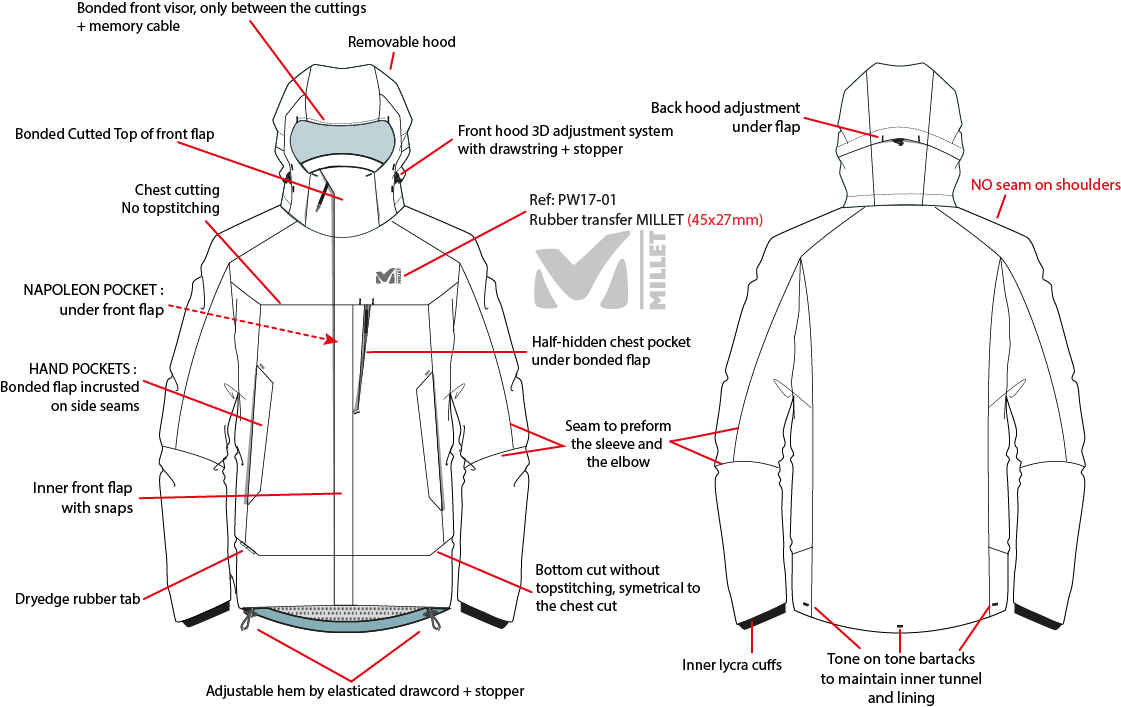 Bonded front visor, only between the cuttings
+ memory cable
Removable hood
Bonded Cutted Top of front flap
Front hood 3D adjustment system
with drawstring + stopper
Chest cutting
No topstitching
Ref: PW17-01
Rubber transfer MILLET (45x27mm)
MILLET
MILLET
NAPOLEON POCKET :
under front flap
Half-hidden chest pocket
under bonded flap
HAND POCKETS :
Bonded flap incrusted
on side seams
Seam to preform
the sleeve and
the elbow
Inner front flap
with snaps
Dryedge rubber tab
Bottom cut without
topstitching, symetrical to
the chest cut
Adjustable hem by elasticated drawcord + stopper
Back hood adjustment
under flap
NO seam on shoulders
Inner lycra cuffs
Tone on tone bartacks
to maintain inner tunnel
and lining